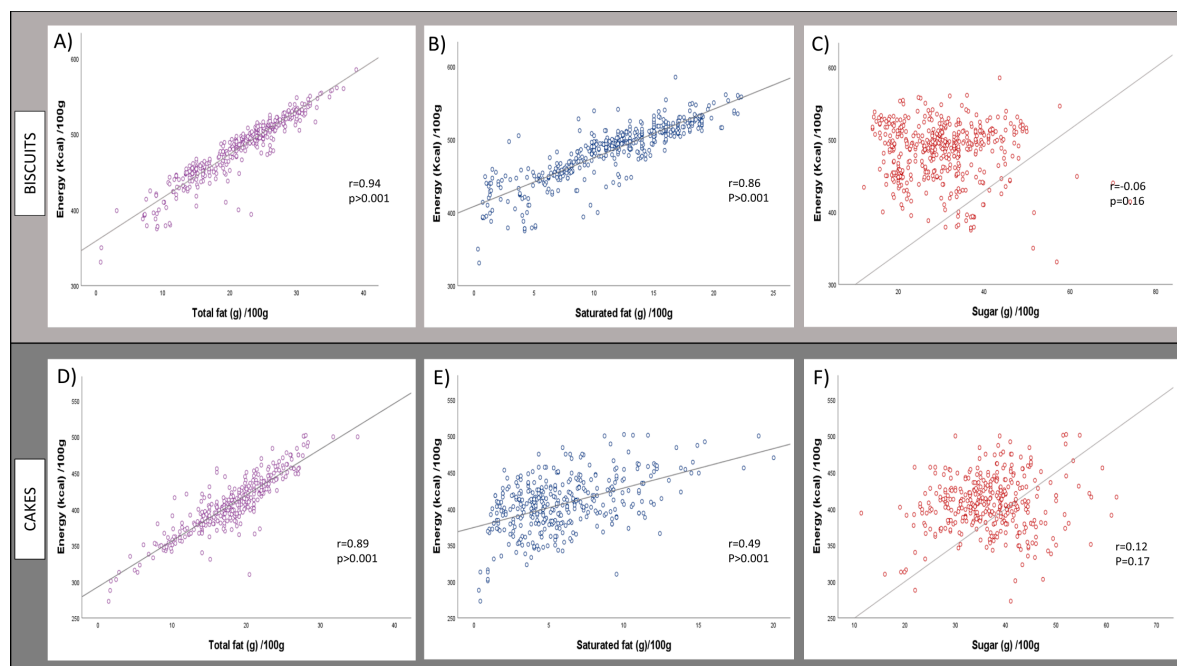 BISCUITS
A)
Energy (Kcal) /100g
600
500
400
300
0
10
20
30
40
Total fat (g) /100g
r=0.94
p>0.001
B)
Energy (Kcal) /100g
600
500
400
300
0
5
10
15
20
25
Saturated fat (g) /100g
r=0.86
P>0.001
C)
Energy (Kcal) /100g
600
500
400
300
20
40
60
80
Sugar (g) /100g
r=-0.06
p=0.16
CAKES
D)
Energy (Kcal) /100g
550
500
450
400
350
300
250
0
10
20
30
40
Total fat (g) /100g
r=0.89
p>0.001
E)
Energy (Kcal) /100g
550
500
450
400
350
300
250
0
5
10
15
20
Saturated fat (g)/100g
r=0.49
P>0.001
F)
Energy (Kcal) /100g
550
500
450
400
350
300
250
10
20
30
40
50
60
70
Sugar (g) /100g
r=0.12
P=0.17